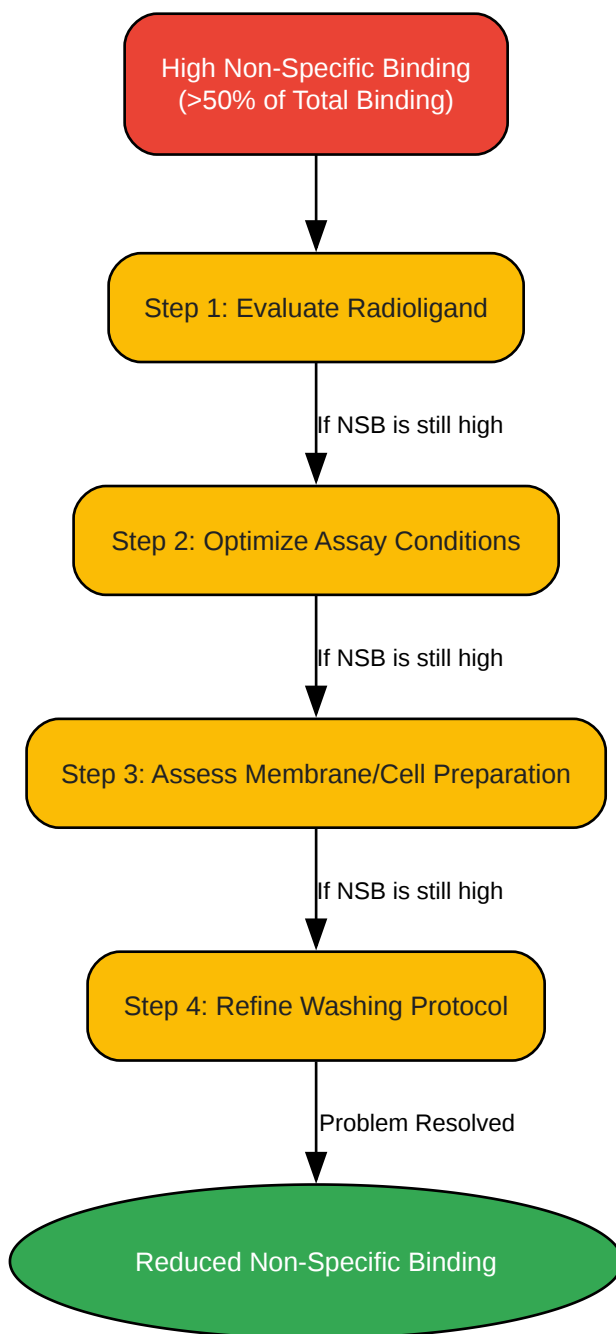 High Non-Specific Binding
(>50% of Total Binding)
Step 1: Evaluate Radioligand
If NSB is still high
Step 2: Optimize Assay Conditions
If NSB is still high
Step 3: Assess Membrane/Cell Preparation
If NSB is still high
Step 4: Refine Washing Protocol
Problem Resolved
Reduced Non-Specific Binding